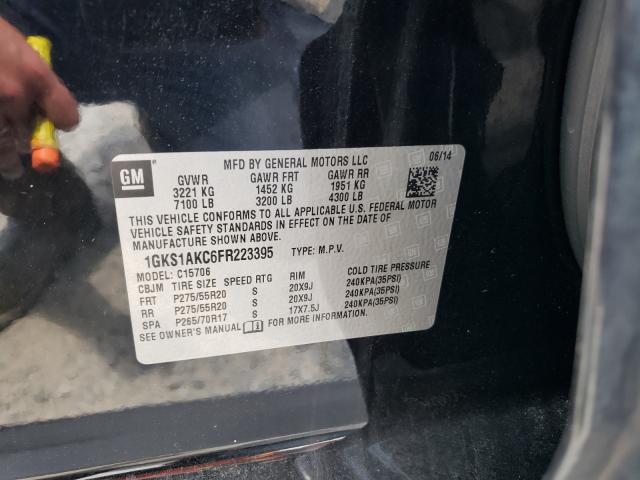 GM
MFD BY GENERAL MOTORS LLC 06/14
GVWR GAWR FRT GAWR RR
3221 KG 1452 KG 1951 KG
7100 LB 3200 LB 4300 LB
THIS VEHICLE CONFORMS TO ALL APPLICABLE U.S. FEDERAL MOTOR
VEHICLE SAFETY STANDARDS IN EFFECT ON THE DATE OF
MANUFACTURE SHOWN ABOVE.
1GKS1AKC6FR223395 TYPE: M.P.V.
MODEL: C15706
CBJM TIRE SIZE SPEED RTG RIM COLD TIRE PRESSURE
FRT P275/55R20 S 20X9J 240KPA(35PSI)
RR P275/55R20 S 20X9J 240KPA(35PSI)
SPA P265/70R17 S 17X7.5J 240KPA(35PSI)
SEE OWNER'S MANUAL FOR MORE INFORMATION.